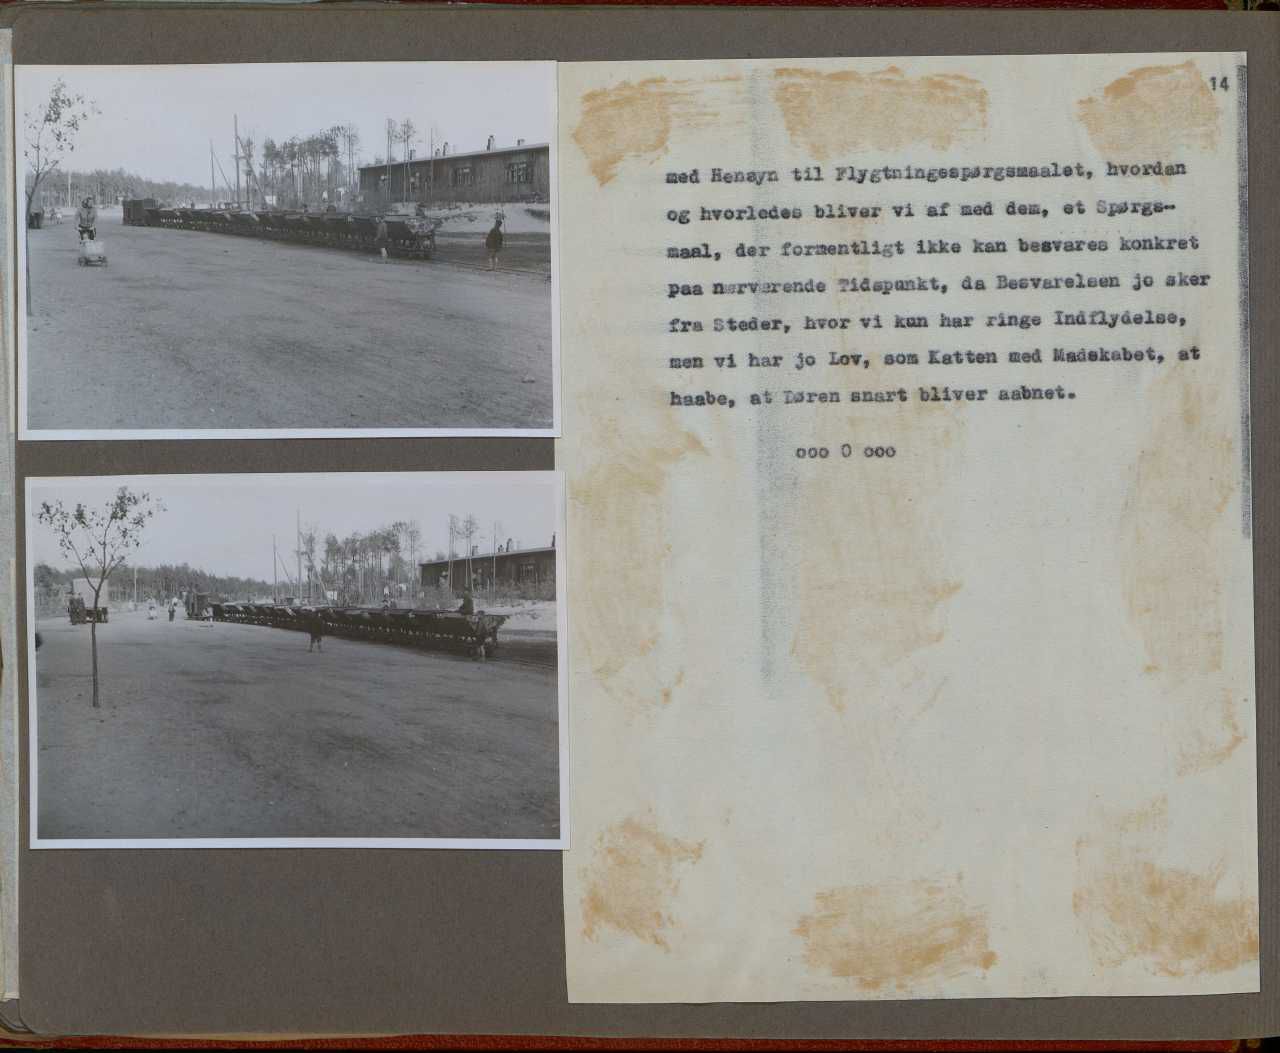 14
med Hensyn til Flygtningespørgsmaalet, hvordan
og hvorledes bliver vi af med dem, et Spørgs-
maal, der formentligt ikke kan besvares konkret
paa nærværende Tidspunkt, da Besvarelsen jo sker
fra Steder, hvor vi kun har ringe Indflydelse,
men vi har jo Lov, som Katten med Madskabet, at
haabe, at Døren snart bliver aabnet.
ooo O ooo